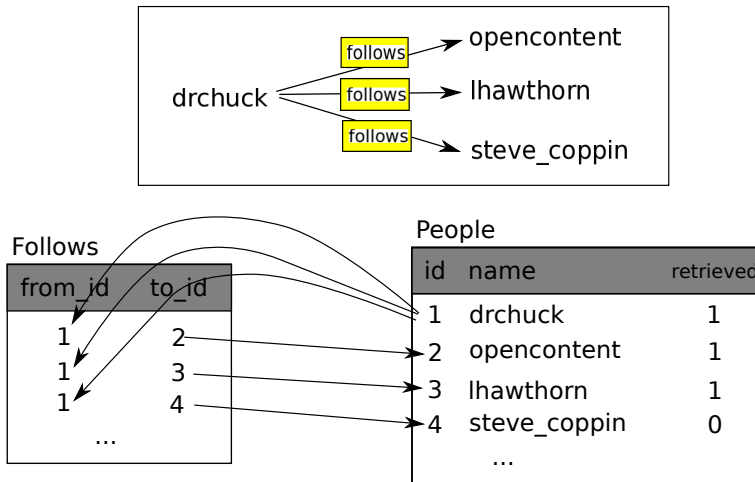 follows opencontent
drchuck follows lhawthorn
follows steve_coppin
Follows
from_id to_id
1 2
1 3
1 4
...
People
id name retrieved
1 drchuck 1
2 opencontent 1
3 lhawthorn 1
4 steve_coppin 0
...